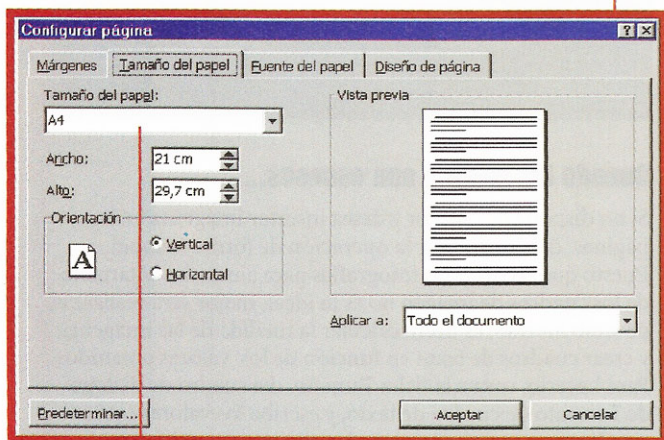 Configurar página
Márgenes Tamaño del papel Fuente del papel Diseño de página
Tamaño del papel:
A4
Ancho: 21 cm
Alto: 29,7 cm
Orientación
A
Vertical
Horizontal
Vista previa
Aplicar a: Todo el documento
Predeterminar... Aceptar Cancelar